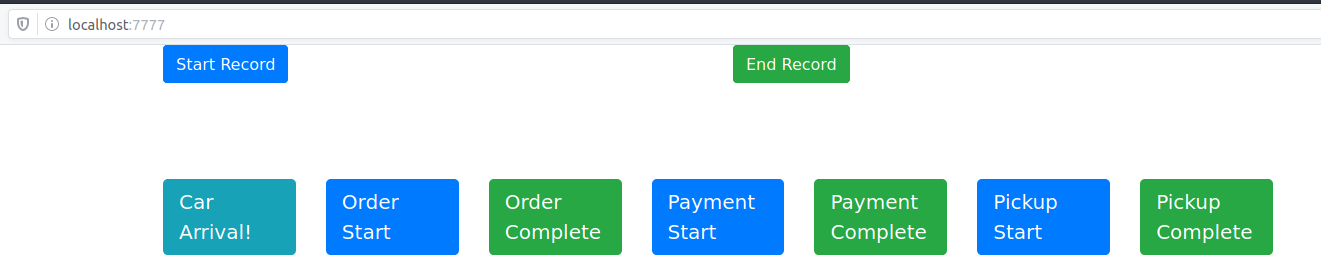 localhost:7777
Start Record
End Record
Car
Arrival!
Order
Start
Order
Complete
Payment
Start
Payment
Complete
Pickup
Start
Pickup
Complete